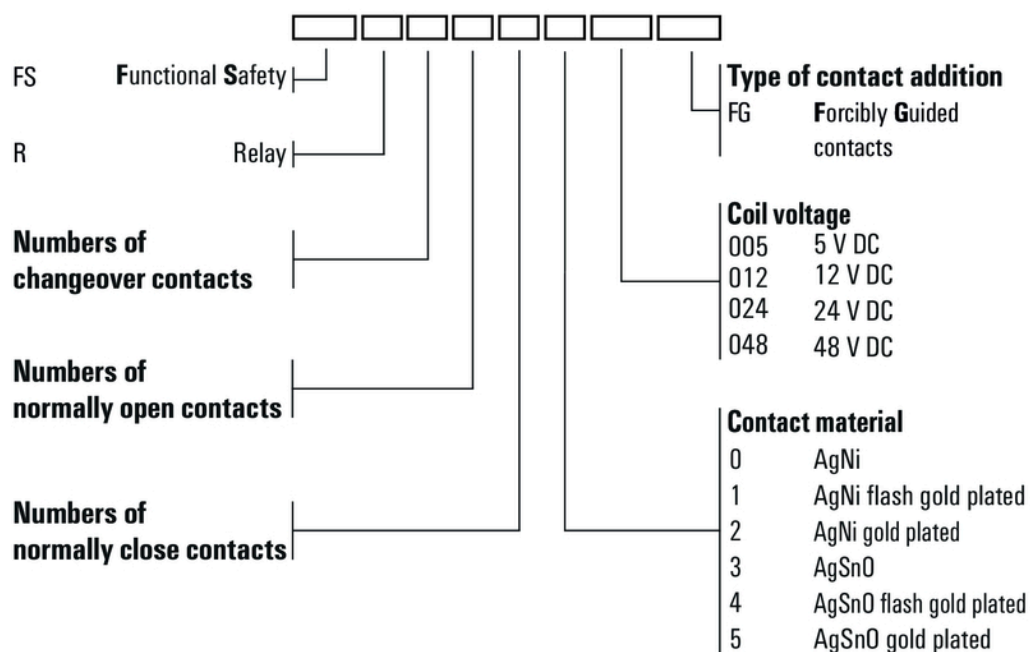 FS Functional Safety
R Relay
Numbers of
changeover contacts
Numbers of
normally open contacts
Numbers of
normally close contacts
Type of contact addition
FG Forcibly Guided
contacts
Coil voltage
005 5 V DC
012 12 V DC
024 24 V DC
048 48 V DC
Contact material
0 AgNi
1 AgNi flash gold plated
2 AgNi gold plated
3 AgSnO
4 AgSnO flash gold plated
5 AgSnO gold plated